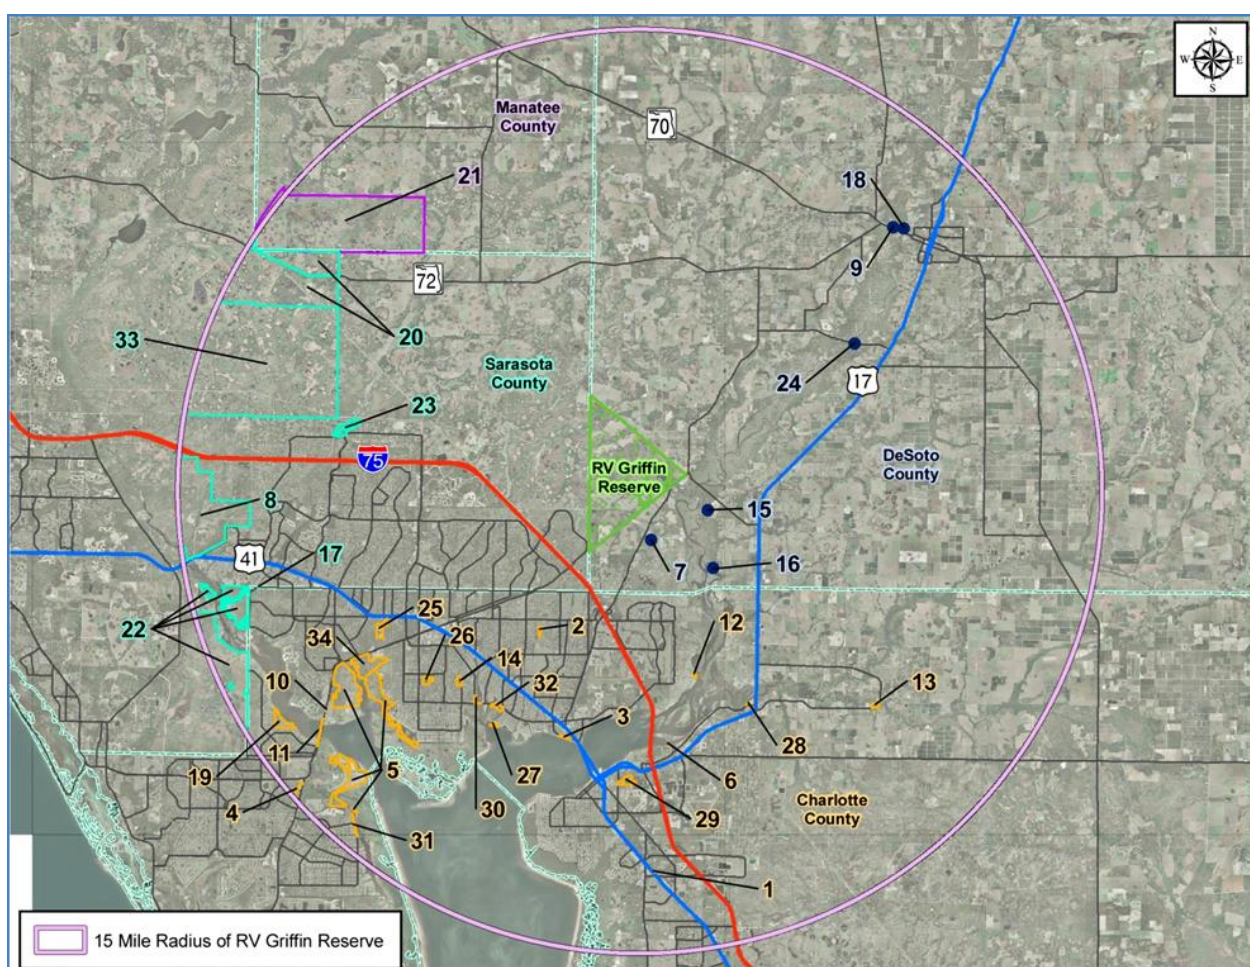 N
W E
S
Manatee
County
70
21
18
9
72
20
33
Sarasota
County
24
17
23
75
RV Griffin
Reserve
DeSoto
County
8
15
41
17
7
16
22
25
2
12
34
26
14
32
13
10
3
28
11
19
5
27
6
4
30
29
Charlotte
County
31
1
15 Mile Radius of RV Griffin Reserve